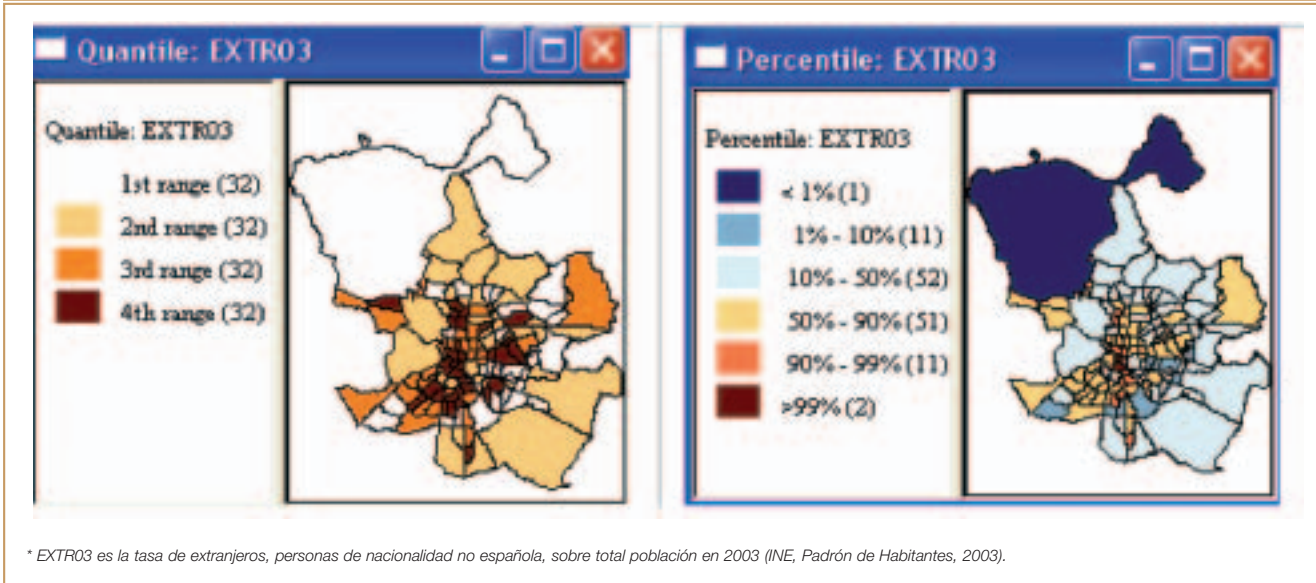 Quantile: EXTR03
Quantile: EXTR03
1st range (32)
2nd range (32)
3rd range (32)
4th range (32)
Percentile: EXTR03
Percentile: EXTR03
< 1% (1)
1% - 10% (11)
10% - 50% (52)
50% - 90% (51)
90% - 99% (11)
>99% (2)
* EXTR03 es la tasa de extranjeros, personas de nacionalidad no española, sobre total población en 2003 (INE, Padrón de Habitantes, 2003).